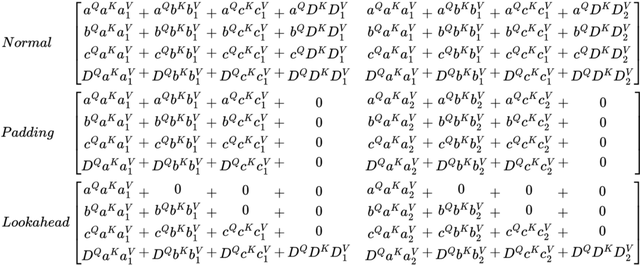 Normal
a^Q a^K a_1^V + a^Q b^K b_1^V + a^Q c^K c_1^V + a^Q D^K D_1^V a^Q a^K a_1^V + a^Q b^K b_1^V + a^Q c^K c_1^V + a^Q D^K D_1^V
b^Q a^K a_1^V + b^Q b^K b_1^V + b^Q c^K c_1^V + b^Q D^K D_1^V b^Q a^K a_1^V + b^Q b^K b_1^V + b^Q c^K c_1^V + b^Q D^K D_2^V
c^Q a^K a_1^V + c^Q b^K b_1^V + c^Q c^K c_1^V + c^Q D^K D_1^V c^Q a^K a_1^V + c^Q b^K b_1^V + c^Q c^K c_1^V + c^Q D^K D_2^V
D^Q a^K a_1^V + D^Q b^K b_1^V + D^Q c^K c_1^V + D^Q D^K D_1^V D^Q a^K a_1^V + D^Q b^K b_1^V + D^Q c^K c_1^V + D^Q D^K D_2^V
Padding
a^Q a^K a_1^V + a^Q b^K b_1^V + a^Q c^K c_1^V + 0 a^Q a^K a_2^V + a^Q b^K b_2^V + a^Q c^K c_2^V + 0
b^Q a^K a_1^V + b^Q b^K b_1^V + b^Q c^K c_1^V + 0 b^Q a^K a_2^V + b^Q b^K b_2^V + b^Q c^K c_2^V + 0
c^Q a^K a_1^V + c^Q b^K b_1^V + c^Q c^K c_1^V + 0 c^Q a^K a_2^V + c^Q b^K b_2^V + c^Q c^K c_2^V + 0
D^Q a^K a_1^V + D^Q b^K b_1^V + D^Q c^K c_1^V + 0 D^Q a^K a_2^V + D^Q b^K b_2^V + D^Q c^K c_2^V + 0
Lookahead
a^Q a^K a_1^V + 0 + 0 + 0 a^Q a^K a_2^V + 0 + 0 + 0
b^Q a^K a_1^V + b^Q b^K b_1^V + 0 + 0 b^Q a^K a_2^V + b^Q b^K b_2^V + 0 + 0
c^Q a^K a_1^V + c^Q b^K b_1^V + c^Q c^K c_1^V + 0 c^Q a^K a_2^V + c^Q b^K b_2^V + c^Q c^K c_2^V + 0
D^Q a^K a_1^V + D^Q b^K b_1^V + D^Q c^K c_1^V + D^Q D^K D_1^V D^Q a^K a_2^V + D^Q b^K b_2^V + D^Q c^K c_2^V + D^Q D^K D_2^V